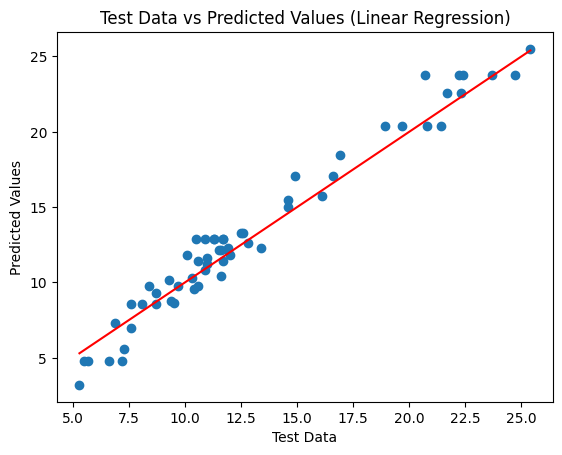 Test Data vs Predicted Values (Linear Regression)
25
20
15
10
5
Predicted Values
5.0 7.5 10.0 12.5 15.0 17.5 20.0 22.5 25.0
Test Data